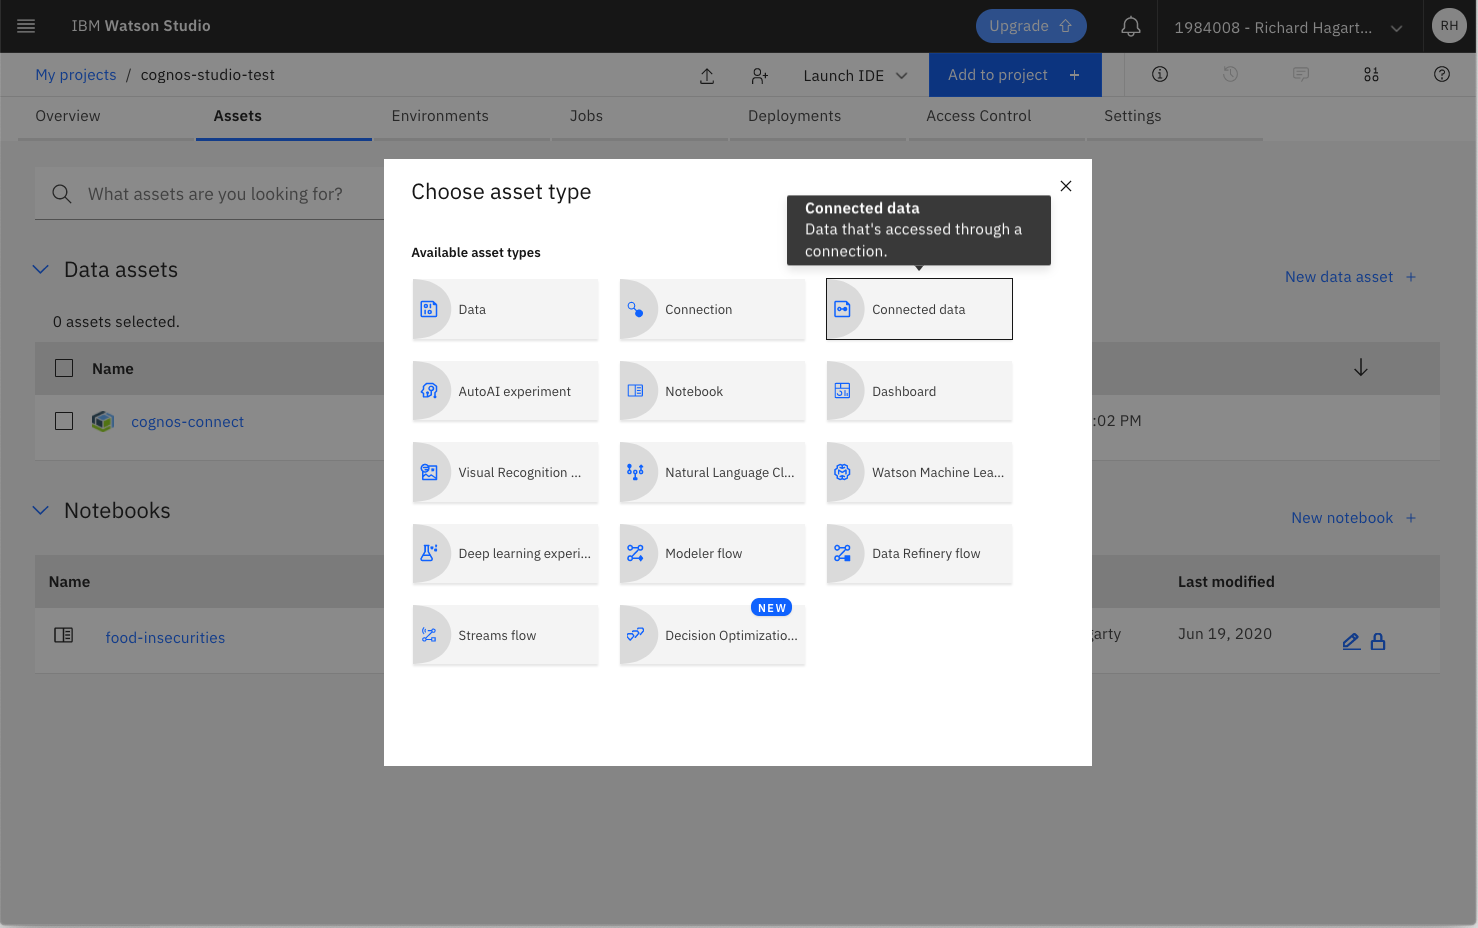 IBM Watson Studio
Upgrade
1984008 - Richard Hagart...
RH
My projects / cognos-studio-test
Launch IDE
Add to project +
Overview
Assets
Environments
Jobs
Deployments
Access Control
Settings
What assets are you looking for?
Choose asset type
Connected data
Data that's accessed through a
connection.
Available asset types
Data assets
New data asset +
0 assets selected.
Name
cognos-connect
:02 PM
Data
Connection
Connected data
AutoAI experiment
Notebook
Dashboard
Visual Recognition ...
Natural Language Cl...
Watson Machine Lea...
Deep learning experi...
Modeler flow
Data Refinery flow
Streams flow
NEW
Decision Optimizatio...
Notebooks
New notebook +
Name
Last modified
food-insecurities
arty
Jun 19, 2020